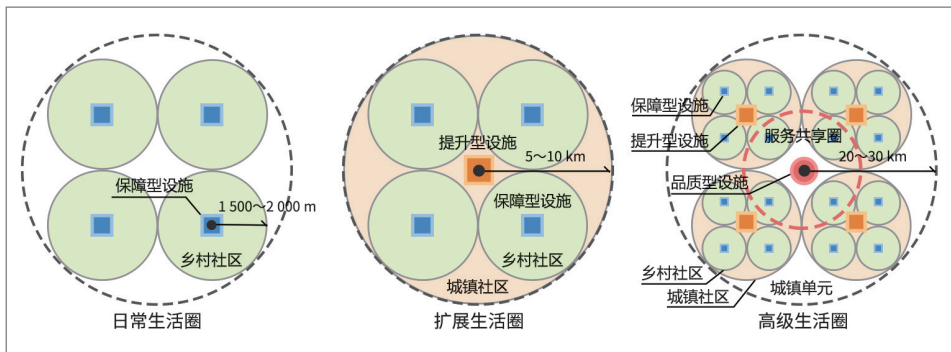 保障型设施
1 500～2 000 m
乡村社区
日常生活圈
提升型设施
5～10 km
保障型设施
乡村社区
城镇社区
扩展生活圈
保障型设施
提升型设施
服务共享圈
20～30 km
品质型设施
乡村社区
城镇社区
城镇单元
高级生活圈